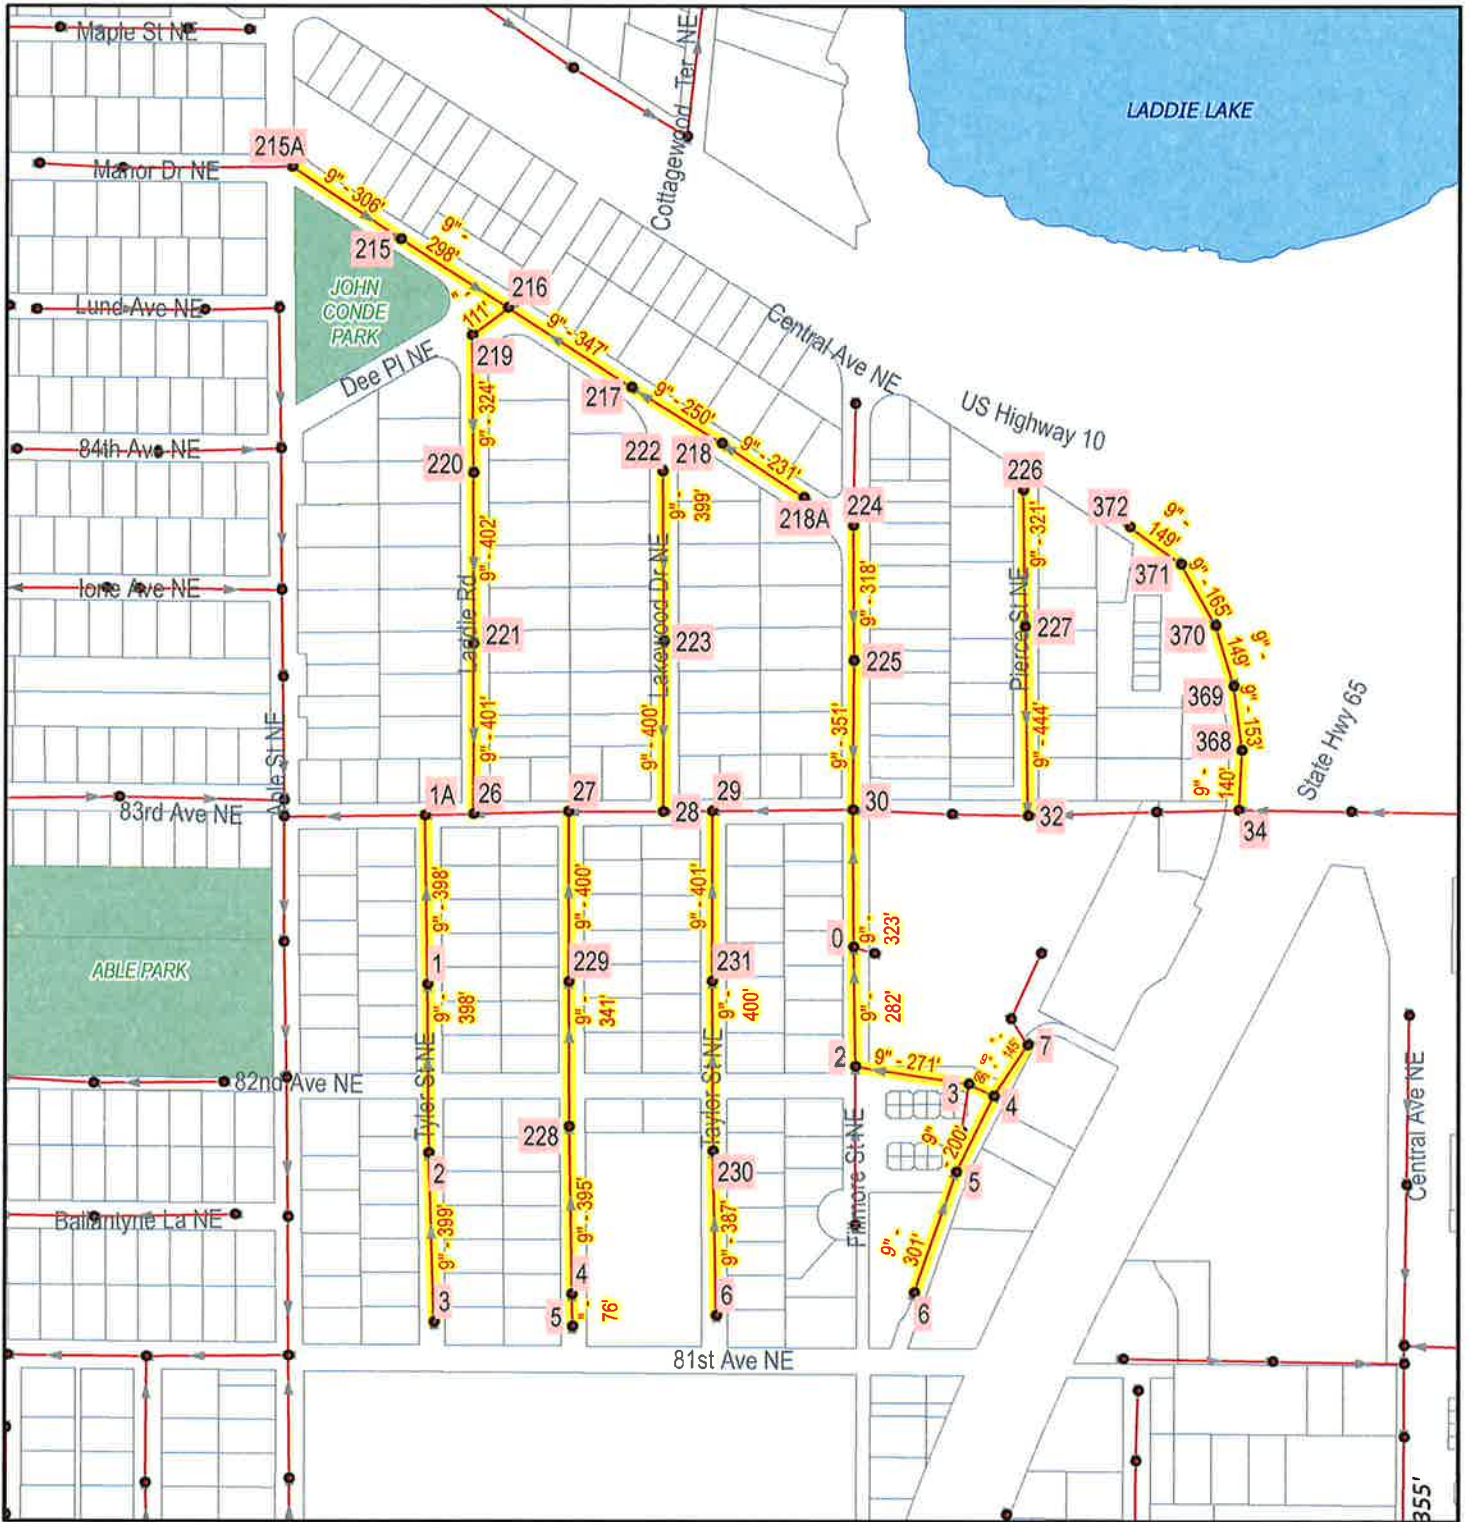 Maple St NE
Cottagewood Ter NE
LADDIE LAKE
215A
Manor Dr NE
9" - 306'
215
9" -
298'
216
JOHN
CONDE
PARK
Lund Ave NE
" -
111'
219
9" - 347'
Central Ave NE
Dee Pl NE
217
9" - 250'
US Highway 10
9" - 324'
84th Ave NE
220
222
218
9" - 231'
218A
9" -
399'
224
226
372
9" -
149'
371
9" - 321'
9" - 402'
9" - 318'
9" - 165'
Ione Ave NE
Laddie Rd
221
Lakewood Dr NE
223
225
Pierce St NE
227
370
9" -
149'
369
9" - 153'
368
9" - 401'
9" - 400'
9" - 351'
9" - 444'
9" -
140'
State Hwy 65
Able St NE
83rd Ave NE
1A
26
27
28
29
30
32
34
9" - 398'
9" - 400'
9" - 401'
0
9" -
323'
ABLE PARK
1
229
231
9" -
398'
9" -
341'
9" -
400'
9" -
282'
82nd Ave NE
Tyler St NE
Taylor St NE
2
9" - 271'
3
145'
7
4
228
2
230
9"
- 200'
5
Fillmore St NE
Central Ave NE
Ballantyne La NE
9" - 399'
9" - 395'
9" - 387'
9" -
301'
3
4
5
" -
76'
6
6
81st Ave NE
355'